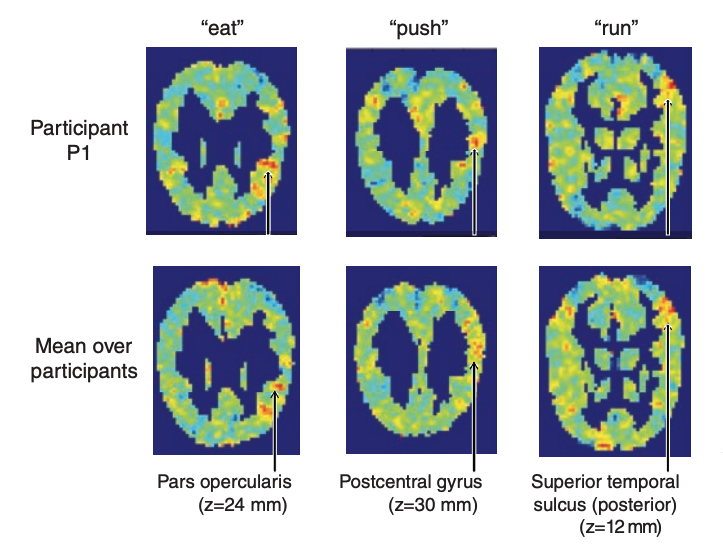 “eat” “push” “run”
Participant
P1
Mean over
participants
Pars opercularis
(z=24 mm)
Postcentral gyrus
(z=30 mm)
Superior temporal
sulcus (posterior)
(z=12 mm)